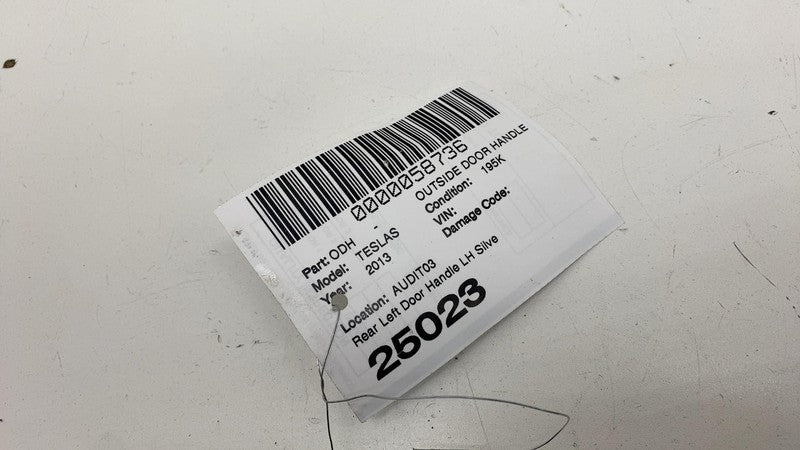 0000058736
Part: ODH - OUTSIDE DOOR HANDLE
Model: TESLAS Condition: 195K
Year: 2013 VIN:
Damage Code:
Location: AUDIT03
Rear Left Door Handle LH Silve
25023